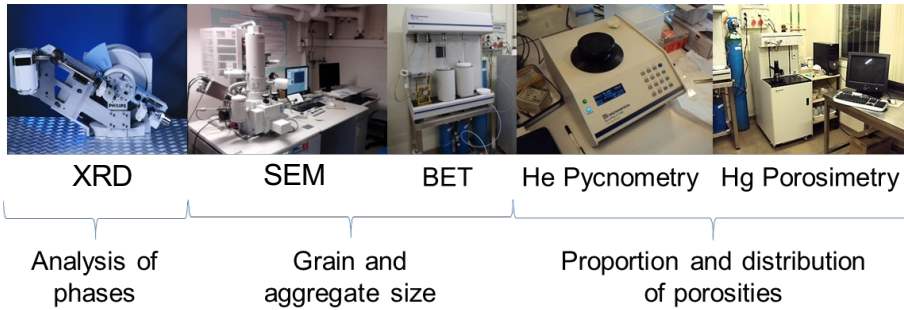 PHILIPS
XRD
SEM
BET
He Pycnometry
Hg Porosimetry
Analysis of
phases
Grain and
aggregate size
Proportion and distribution
of porosities